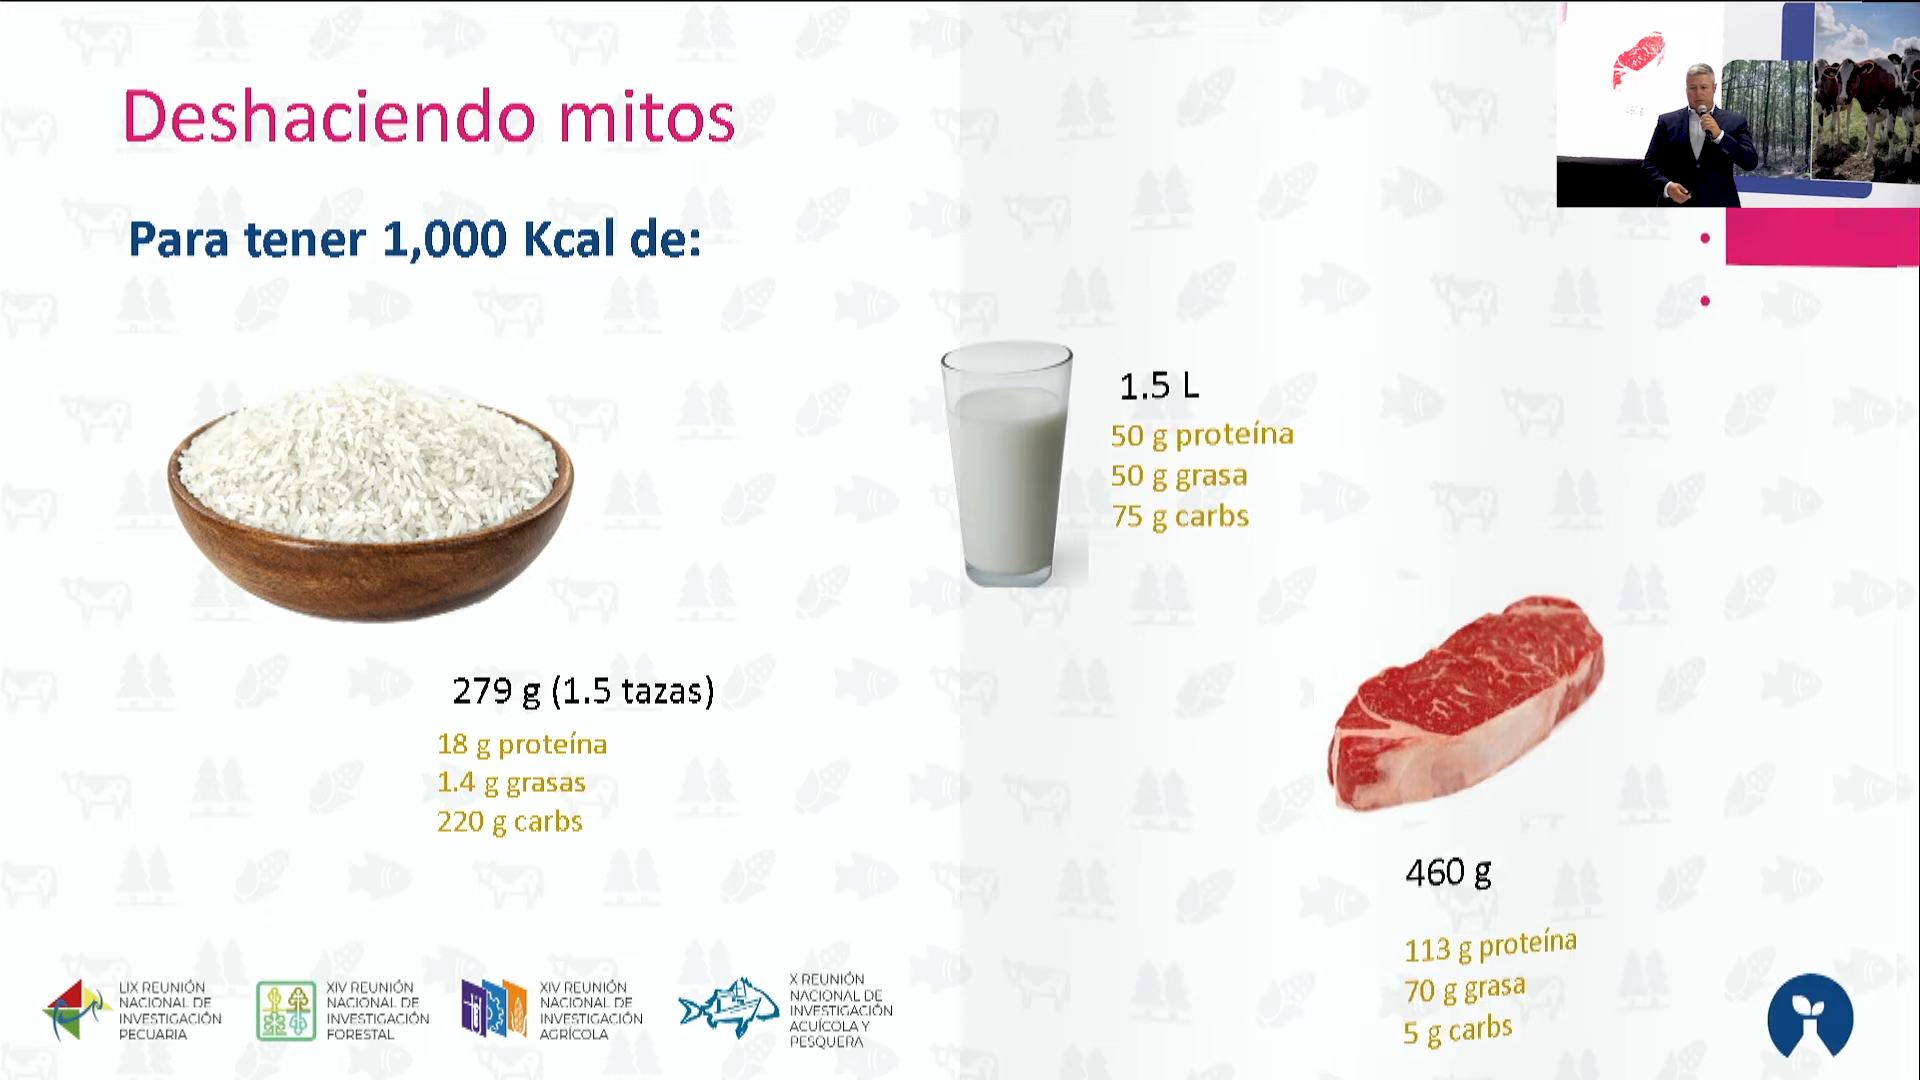 Deshaciendo mitos
Para tener 1,000 Kcal de:
1.5 L
50 g proteína
50 g grasa
75 g carbs
279 g (1.5 tazas)
18 g proteína
1.4 g grasas
220 g carbs
460 g
113 g proteína
70 g grasa
5 g carbs
LIX REUNIÓN
NACIONAL DE
INVESTIGACIÓN
PECUARIA
XIV REUNIÓN
NACIONAL DE
INVESTIGACIÓN
FORESTAL
XIV REUNIÓN
NACIONAL DE
INVESTIGACIÓN
AGRÍCOLA
X REUNIÓN
NACIONAL DE
INVESTIGACIÓN
ACUÍCOLA Y
PESQUERA